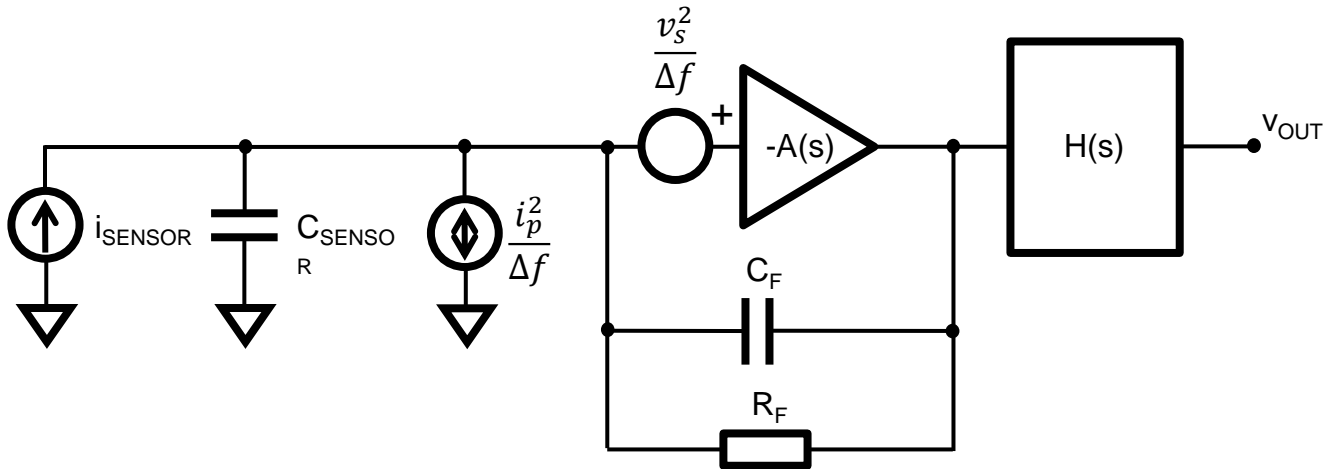 v_s^2
Δf
+
-A(s)
H(s)
v_OUT
i_SENSOR
C_SENSO
R
i_p^2
Δf
C_F
R_F